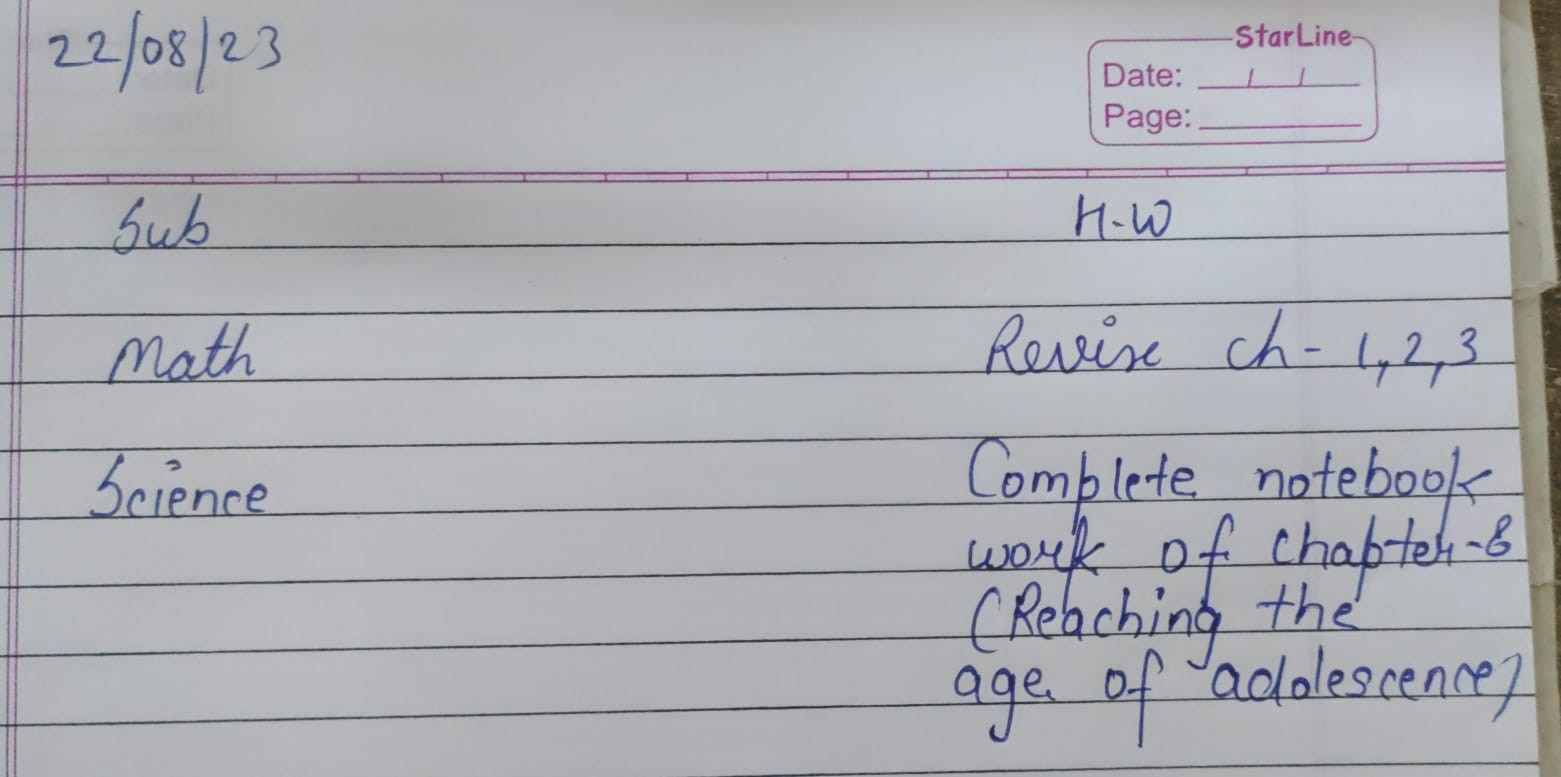 22/08/23
StarLine
Date: / /
Page:
Sub H-W
Math Revise ch- 1,2,3
Science Complete notebook
work of chapter-8
(Reaching the
age of adolescence)